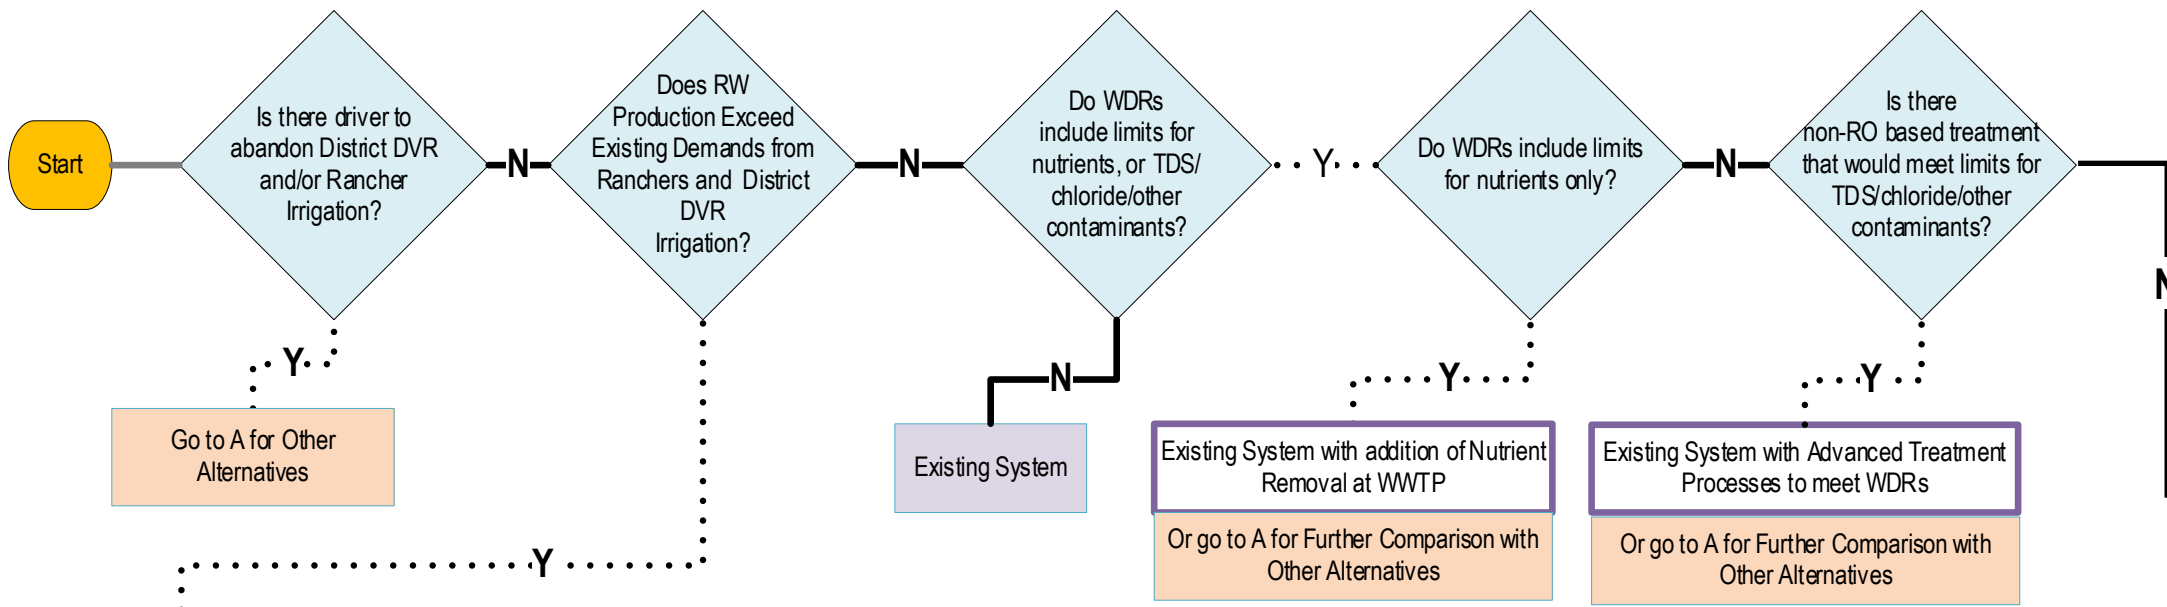 Start
Is there driver to
abandon District DVR
and/or Rancher
Irrigation?
N
Does RW
Production Exceed
Existing Demands from
Ranchers and District
DVR
Irrigation?
N
Do WDRs
include limits for
nutrients, or TDS/
chloride/other
contaminants?
Y
Do WDRs include limits
for nutrients only?
N
Is there
non-RO based treatment
that would meet limits for
TDS/chloride/other
contaminants?
N
Y
Go to A for Other
Alternatives
Y
N
Existing System
Y
Existing System with addition of Nutrient
Removal at WWTP
Or go to A for Further Comparison with
Other Alternatives
Y
Existing System with Advanced Treatment
Processes to meet WDRs
Or go to A for Further Comparison with
Other Alternatives